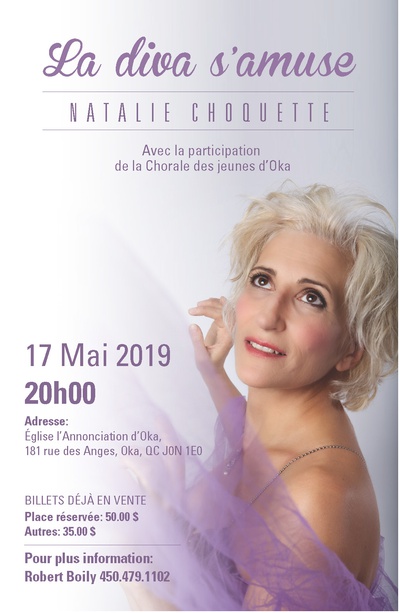 La diva s'amuse
NATALIE CHOQUETTE
Avec la participation
de la Chorale des jeunes d'Oka
17 Mai 2019
20h00
Adresse:
Église l'Annonciation d'Oka,
181 rue des Anges, Oka, QC J0N 1E0
BILLETS DÉJÀ EN VENTE
Place réservée: 50.00 $
Autres: 35.00 $
Pour plus information:
Robert Boily 450.479.1102